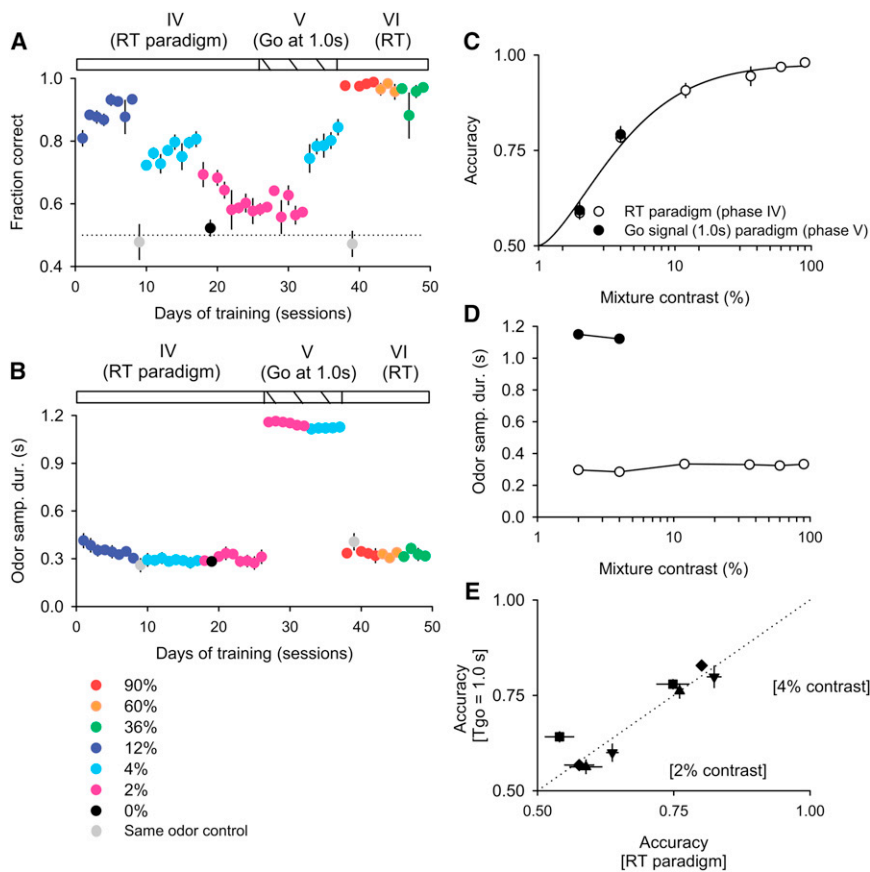 A
IV
(RT paradigm)
V
(Go at 1.0s)
VI
(RT)
1.0
0.8
0.6
0.4
Fraction correct
0
10
20
30
40
50
Days of training (sessions)
B
IV
(RT paradigm)
V
(Go at 1.0s)
VI
(RT)
1.2
0.9
0.6
0.3
0.0
Odor samp. dur. (s)
0
10
20
30
40
50
Days of training (sessions)
90%
60%
36%
12%
4%
2%
0%
Same odor control
C
1.00
0.75
0.50
Accuracy
RT paradigm (phase IV)
Go signal (1.0s) paradigm (phase V)
1
10
100
Mixture contrast (%)
D
1.2
1.0
0.8
0.6
0.4
0.2
0.0
Odor samp. dur. (s)
1
10
100
Mixture contrast (%)
E
1.00
0.75
0.50
Accuracy
[Tgo = 1.0 s]
[4% contrast]
[2% contrast]
0.50
0.75
1.00
Accuracy
[RT paradigm]